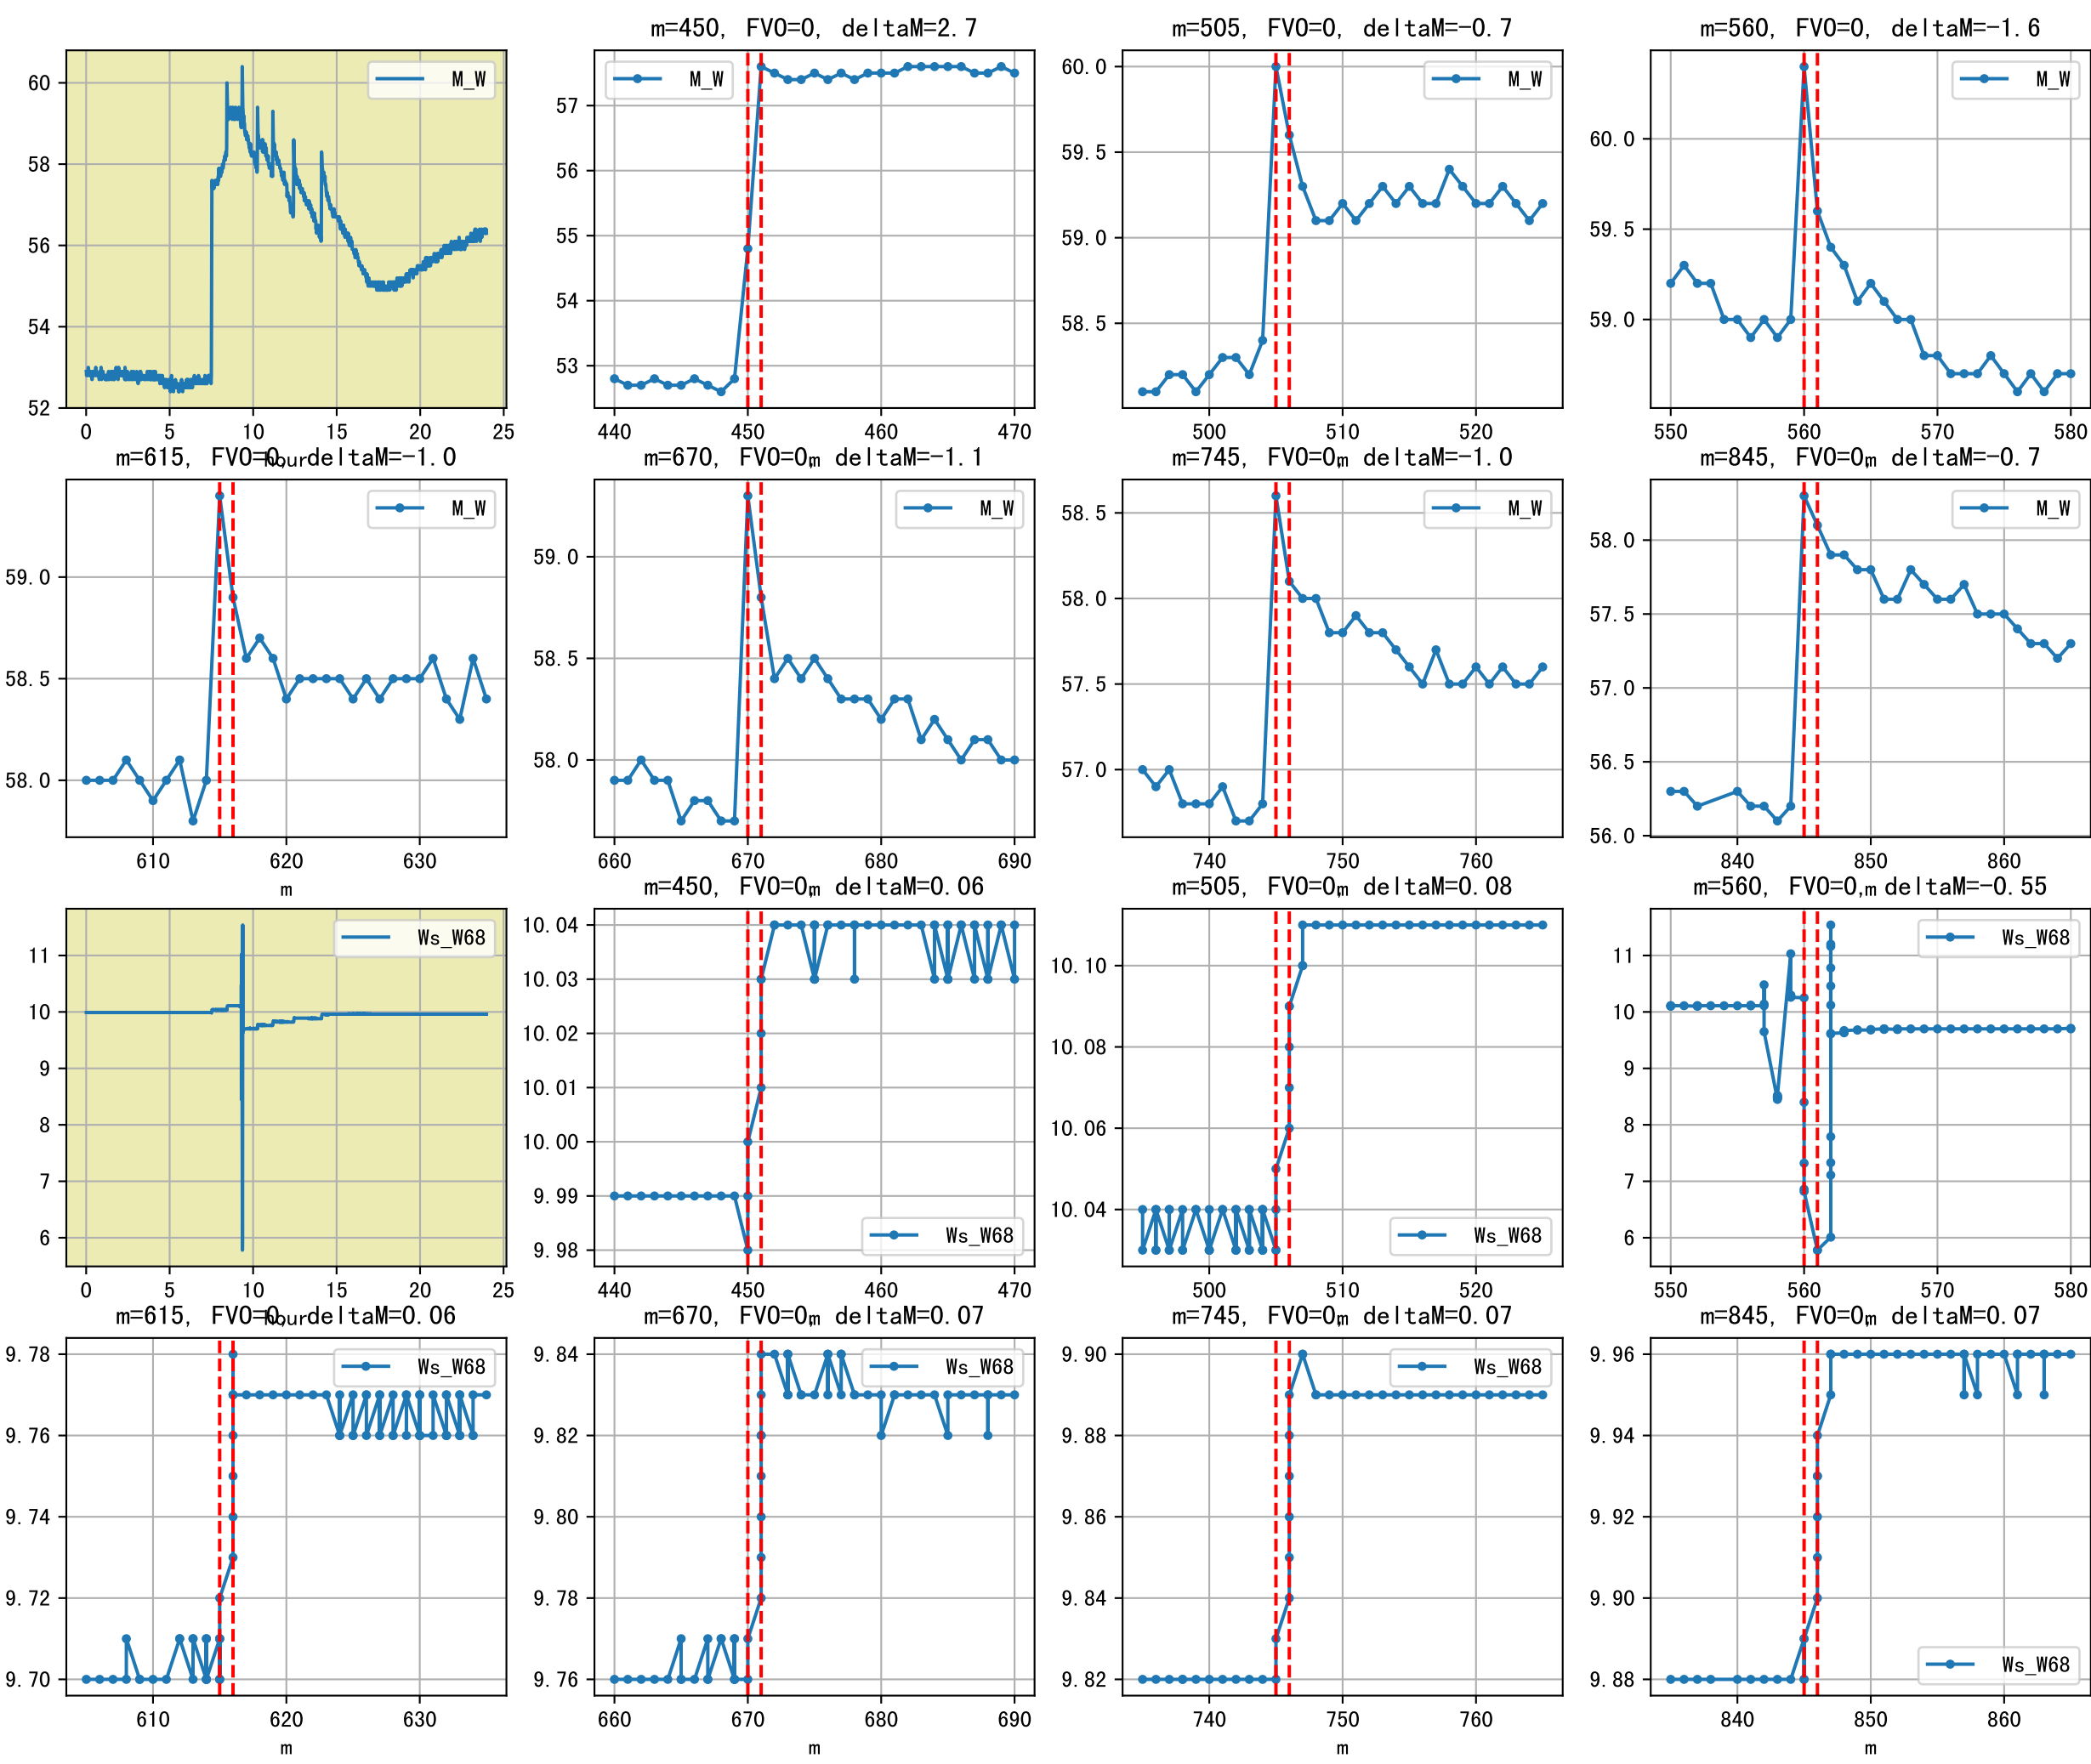 m=450, FVO=0, deltaM=2.7
m=505, FVO=0, deltaM=-0.7
m=560, FVO=0, deltaM=-1.6
M_W
M_W
M_W
M_W
60
58
56
54
52
0 5 10 15 20 25
hour
57
56
55
54
53
440 450 460 470
m
60.0
59.5
59.0
58.5
500 510 520
m
60.0
59.5
59.0
550 560 570 580
m
m=615, FVO=0, deltaM=-1.0
m=670, FVO=0, deltaM=-1.1
m=745, FVO=0, deltaM=-1.0
m=845, FVO=0, deltaM=-0.7
M_W
M_W
M_W
M_W
59.0
58.5
58.0
610 620 630
m
59.0
58.5
58.0
660 670 680 690
m
58.5
58.0
57.5
57.0
740 750 760
m
58.0
57.5
57.0
56.5
56.0
840 850 860
m
m=450, FVO=0, deltaM=0.06
m=505, FVO=0, deltaM=0.08
m=560, FVO=0, deltaM=-0.55
Ws_W68
Ws_W68
Ws_W68
Ws_W68
11
10
9
8
7
6
0 5 10 15 20 25
hour
10.04
10.03
10.02
10.01
10.00
9.99
9.98
440 450 460 470
m
10.10
10.08
10.06
10.04
500 510 520
m
11
10
9
8
7
6
550 560 570 580
m
m=615, FVO=0, deltaM=0.06
m=670, FVO=0, deltaM=0.07
m=745, FVO=0, deltaM=0.07
m=845, FVO=0, deltaM=0.07
Ws_W68
Ws_W68
Ws_W68
Ws_W68
9.78
9.76
9.74
9.72
9.70
610 620 630
m
9.84
9.82
9.80
9.78
9.76
660 670 680 690
m
9.90
9.88
9.86
9.84
9.82
740 750 760
m
9.96
9.94
9.92
9.90
9.88
840 850 860
m